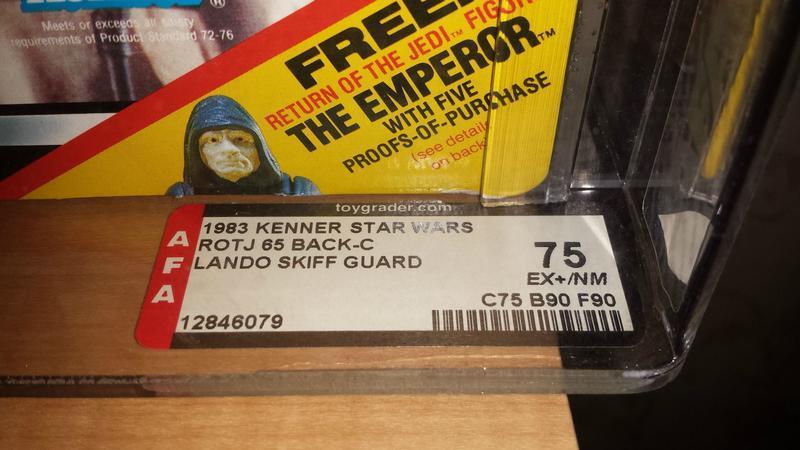 ®
Meets or exceeds all safety
requirements of Product Standard 72-76
FREE
RETURN OF THE JEDI™ FIGURE
THE EMPEROR™
WITH FIVE
PROOFS-OF-PURCHASE
(see details
on back)
toygrader.com
AFA
1983 KENNER STAR WARS
ROTJ 65 BACK-C
LANDO SKIFF GUARD
75
EX+/NM
C75 B90 F90
12846079